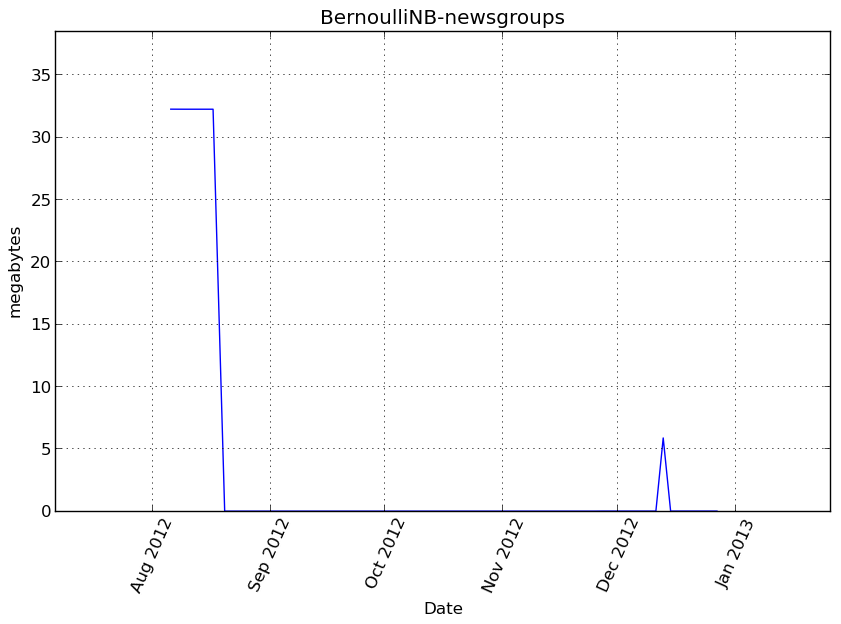 BernoulliNB-newsgroups
35
30
25
20
15
10
5
0
megabytes
Aug 2012
Sep 2012
Oct 2012
Nov 2012
Dec 2012
Jan 2013
Date